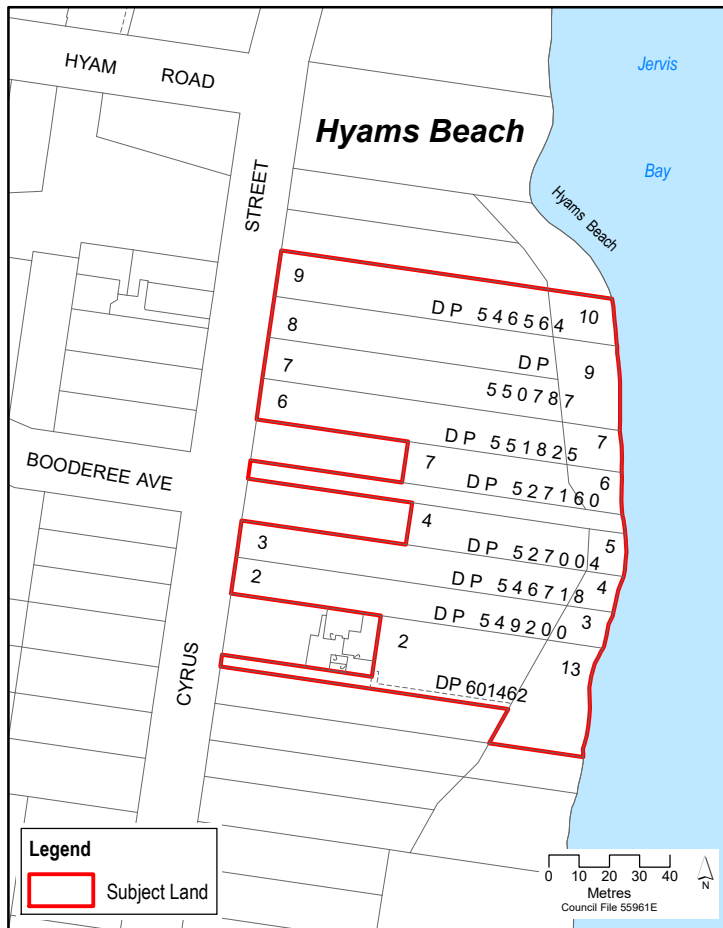 HYAM ROAD
Jervis
Hyams Beach
Bay
STREET
Hyams Beach
9
DP 546564
10
8
DP
9
7
550787
6
DP 551825
7
7
DP 527160
6
BOODEREE AVE
4
5
3
DP 527004
4
2
DP 546718
3
DP 549200
2
13
CYRUS
DP 601462
Legend
Subject Land
0 10 20 30 40
Metres
Council File 55961E
N